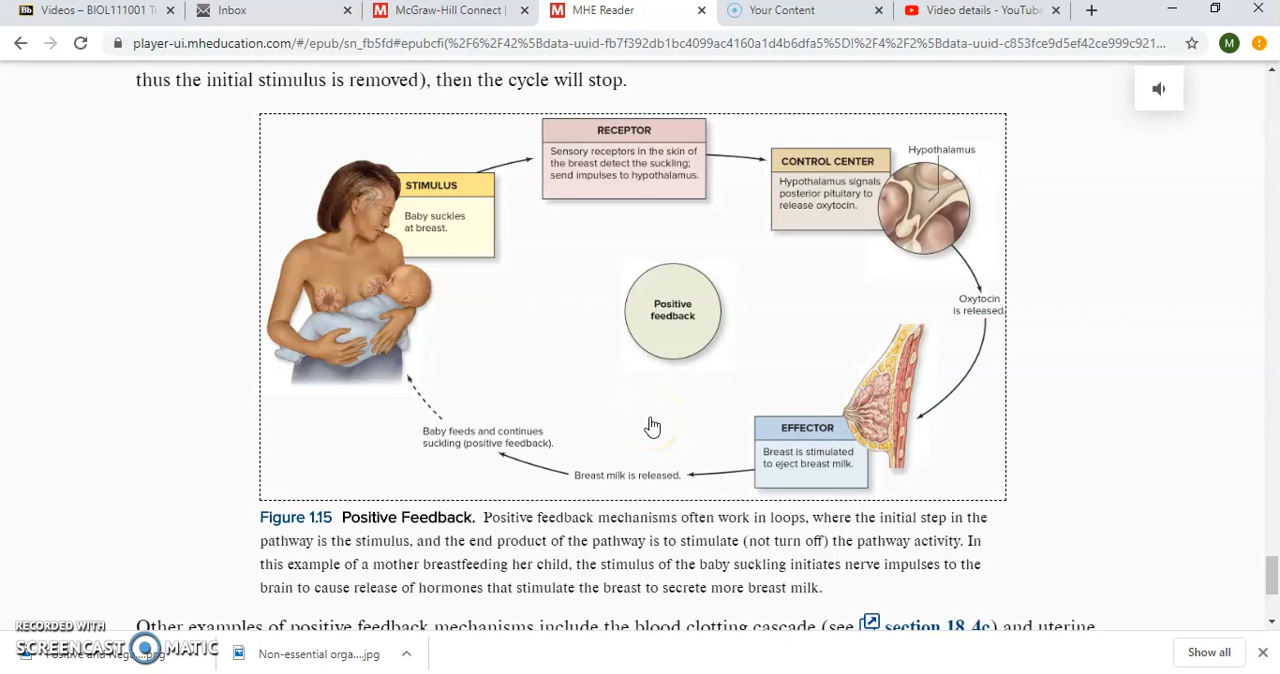 Videos – BIOL111001
Inbox
McGraw-Hill Connect
MHE Reader
Your Content
Video details - YouTube
player-ui.mheducation.com/#/epub/sn_fb5fd#epubcfi(%2F6%2F42%5Bdata-uuid-fb7f392db1bc4099ac4160a1d4b6dfa5%5D!%2F4%2F2%5Bdata-uuid-c853fce9d5ef42ce999c921...
M
thus the initial stimulus is removed), then the cycle will stop.
STIMULUS
Baby suckles
at breast.
RECEPTOR
Sensory receptors in the skin of
the breast detect the suckling;
send impulses to hypothalamus.
CONTROL CENTER
Hypothalamus signals
posterior pituitary to
release oxytocin.
Hypothalamus
Oxytocin
is released.
Positive
feedback
EFFECTOR
Breast is stimulated
to eject breast milk.
Breast milk is released.
Baby feeds and continues
suckling (positive feedback).
Figure 1.15 Positive Feedback. Positive feedback mechanisms often work in loops, where the initial step in the
pathway is the stimulus, and the end product of the pathway is to stimulate (not turn off) the pathway activity. In
this example of a mother breastfeeding her child, the stimulus of the baby suckling initiates nerve impulses to the
brain to cause release of hormones that stimulate the breast to secrete more breast milk.
Other examples of positive feedback mechanisms include the blood clotting cascade (see section 18.4c) and uterine
RECORDED WITH
SCREENCAST MATIC
Non-essential orga....jpg
Show all